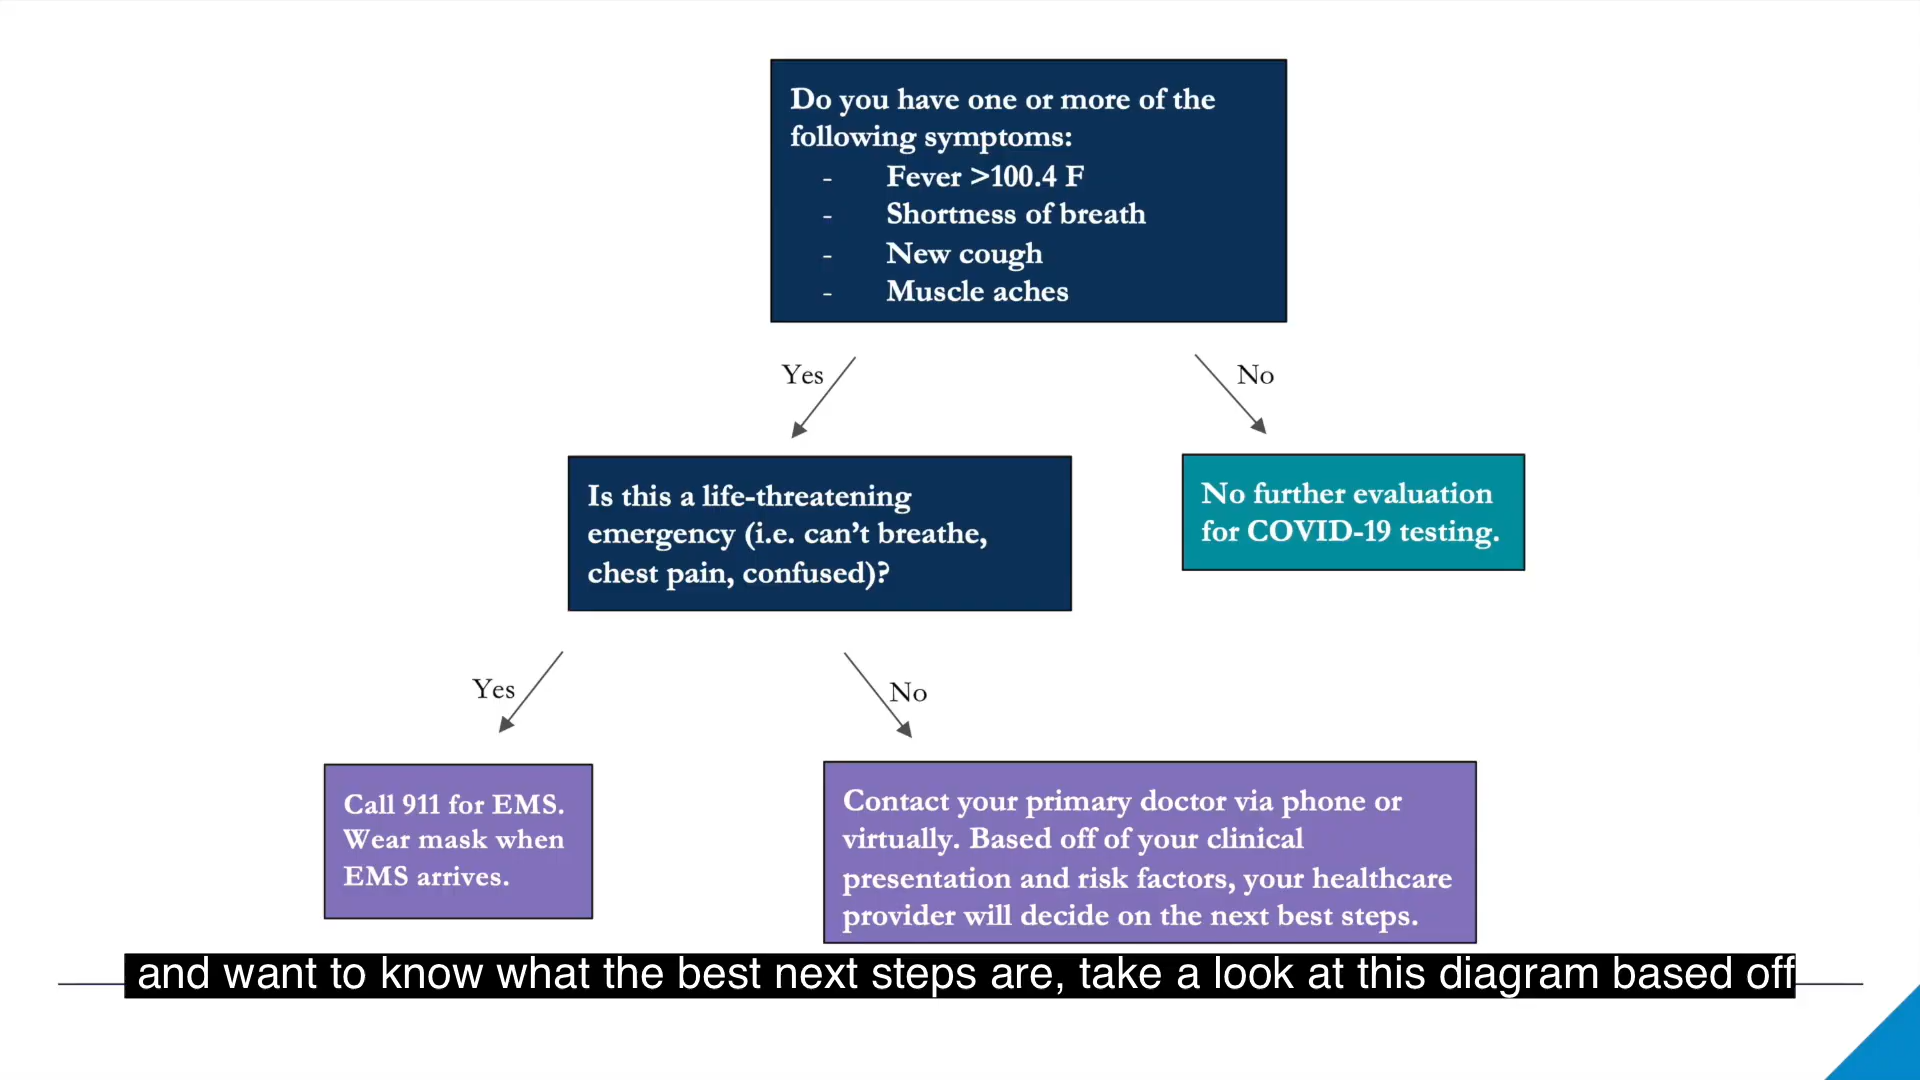 Do you have one or more of the
following symptoms:
- Fever >100.4 F
- Shortness of breath
- New cough
- Muscle aches
Yes
No
Is this a life-threatening
emergency (i.e. can’t breathe,
chest pain, confused)?
No further evaluation
for COVID-19 testing.
Yes
No
Call 911 for EMS.
Wear mask when
EMS arrives.
Contact your primary doctor via phone or
virtually. Based off of your clinical
presentation and risk factors, your healthcare
provider will decide on the next best steps.
and want to know what the best next steps are, take a look at this diagram based off